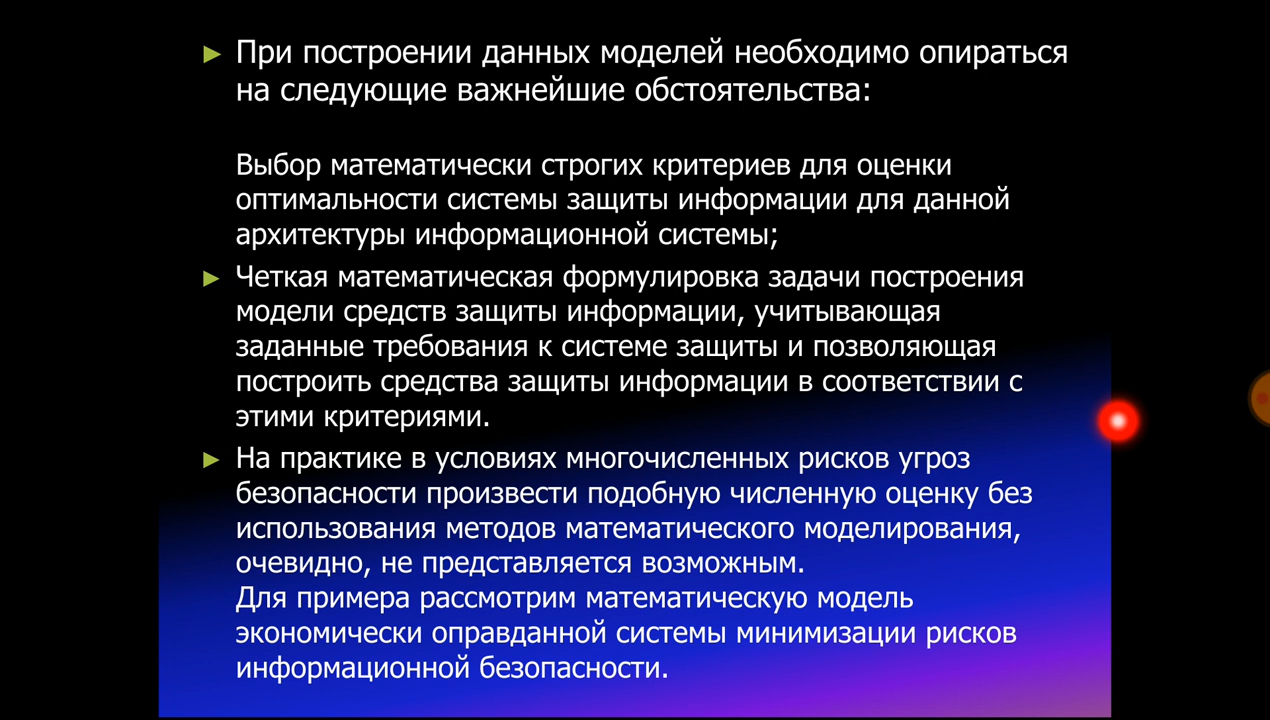 При построении данных моделей необходимо опираться
на следующие важнейшие обстоятельства:
Выбор математически строгих критериев для оценки
оптимальности системы защиты информации для данной
архитектуры информационной системы;
Четкая математическая формулировка задачи построения
модели средств защиты информации, учитывающая
заданные требования к системе защиты и позволяющая
построить средства защиты информации в соответствии с
этими критериями.
На практике в условиях многочисленных рисков угроз
безопасности произвести подобную численную оценку без
использования методов математического моделирования,
очевидно, не представляется возможным.
Для примера рассмотрим математическую модель
экономически оправданной системы минимизации рисков
информационной безопасности.